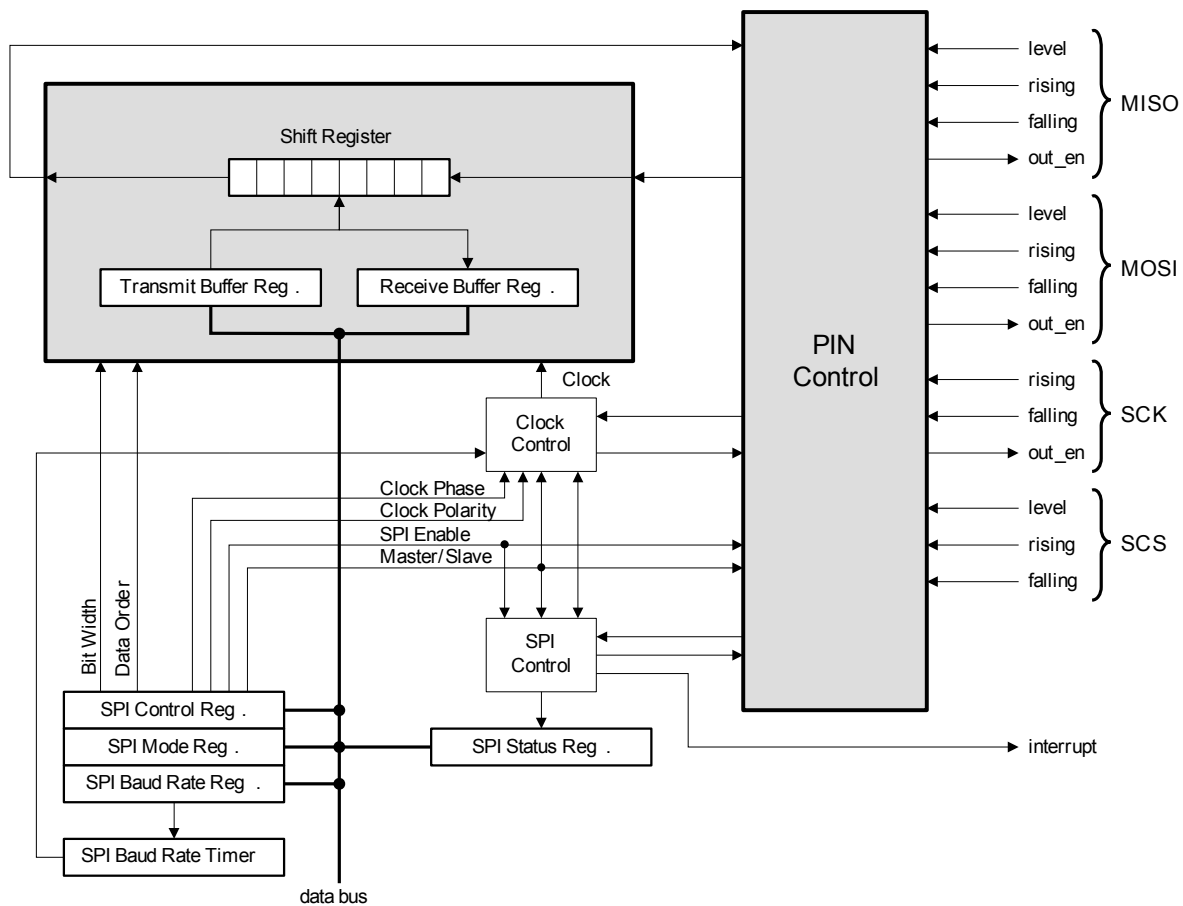 level
rising
falling
out_en
MISO
Shift Register
Transmit Buffer Reg .
Receive Buffer Reg .
level
rising
falling
out_en
MOSI
PIN
Control
Clock
Clock
Control
rising
falling
out_en
SCK
Clock Phase
Clock Polarity
SPI Enable
Master/Slave
level
rising
falling
SCS
Bit Width
Data Order
SPI
Control
SPI Control Reg .
SPI Mode Reg .
SPI Baud Rate Reg .
SPI Status Reg .
interrupt
SPI Baud Rate Timer
data bus